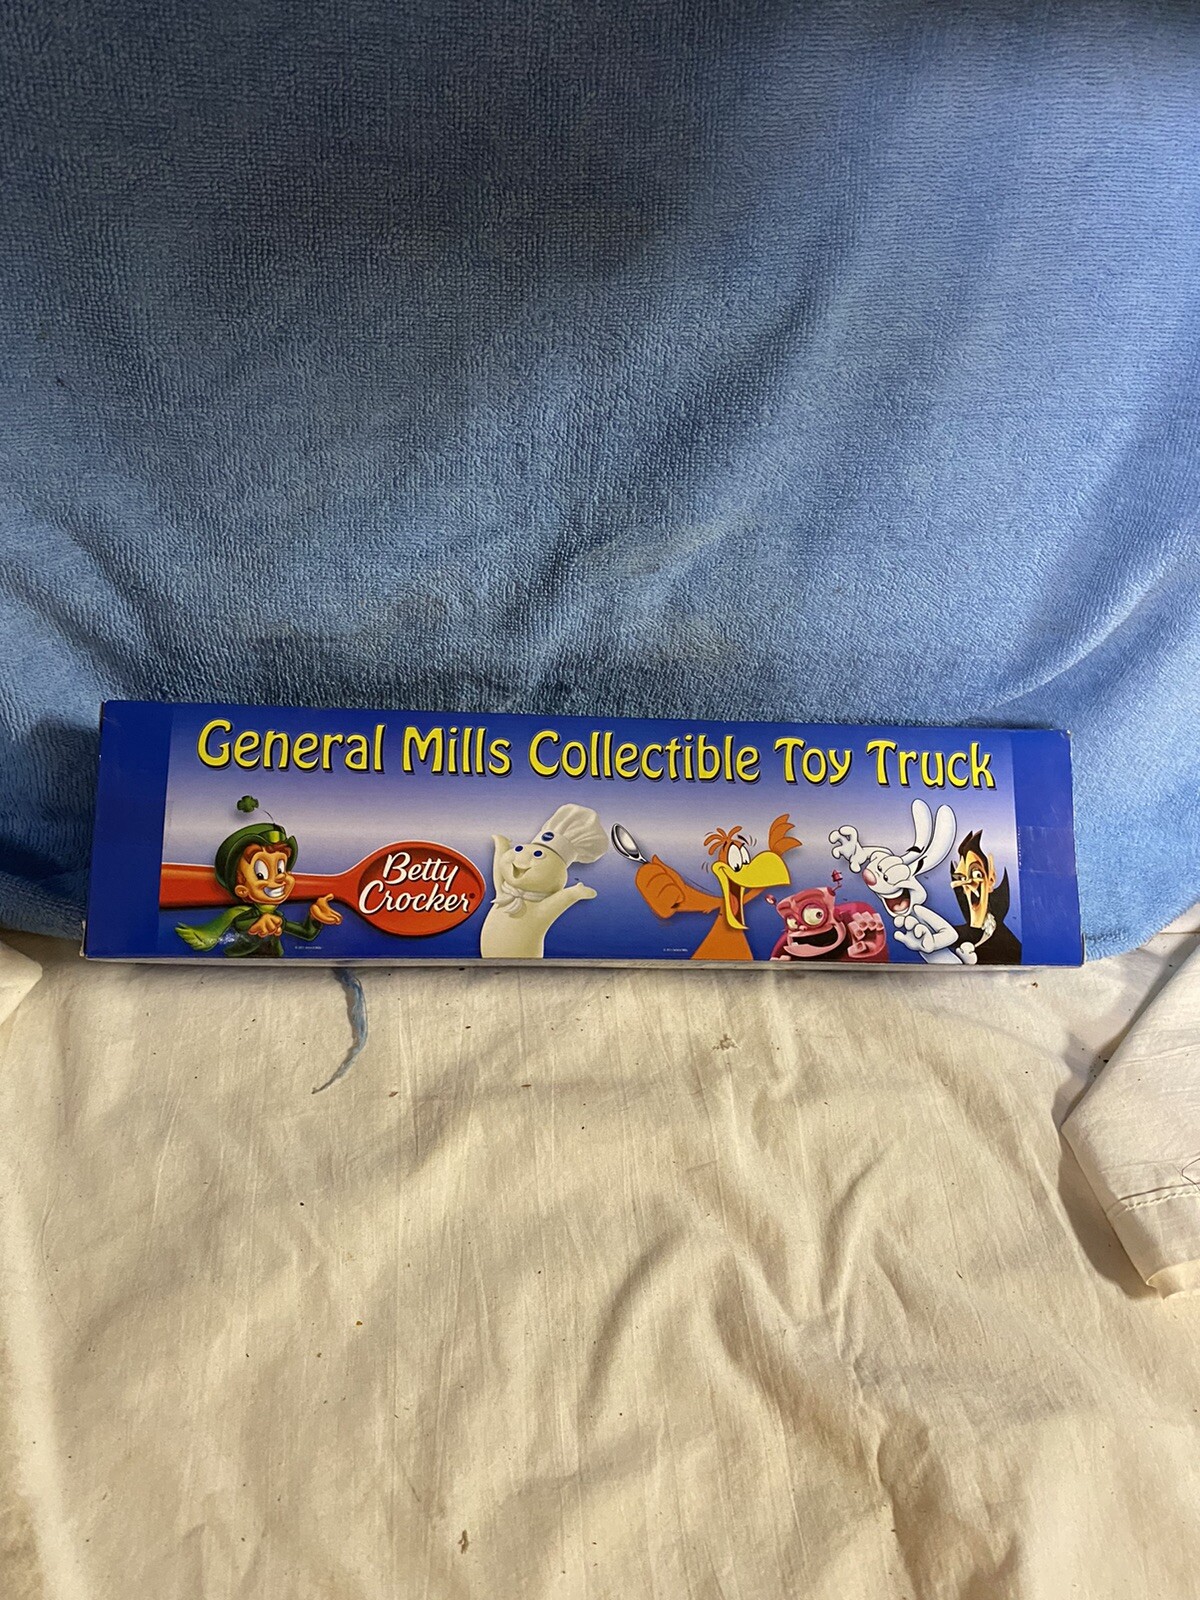 General Mills Collectible Toy Truck
Betty
Crocker®